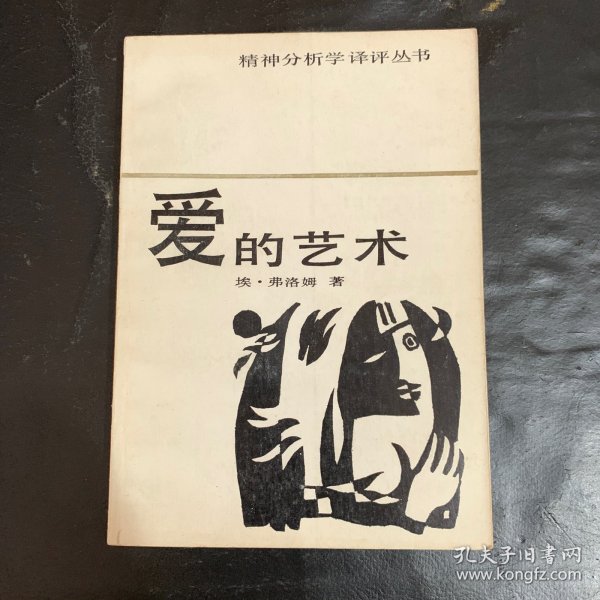 精神分析学译评丛书
爱的艺术
埃·弗洛姆 著
孔夫子旧书网
www.kongfz.com